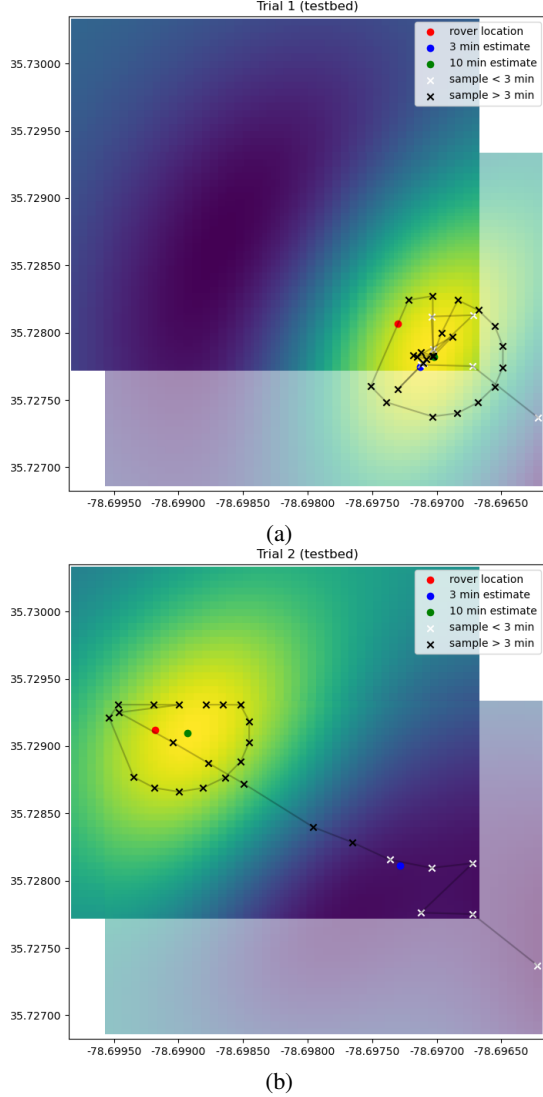 Trial 1 (testbed)
rover location
3 min estimate
10 min estimate
sample < 3 min
sample > 3 min
35.73000
35.72950
35.72900
35.72850
35.72800
35.72750
35.72700
-78.69950 -78.69900 -78.69850 -78.69800 -78.69750 -78.69700 -78.69650
(a)
Trial 2 (testbed)
rover location
3 min estimate
10 min estimate
sample < 3 min
sample > 3 min
35.73000
35.72950
35.72900
35.72850
35.72800
35.72750
35.72700
-78.69950 -78.69900 -78.69850 -78.69800 -78.69750 -78.69700 -78.69650
(b)